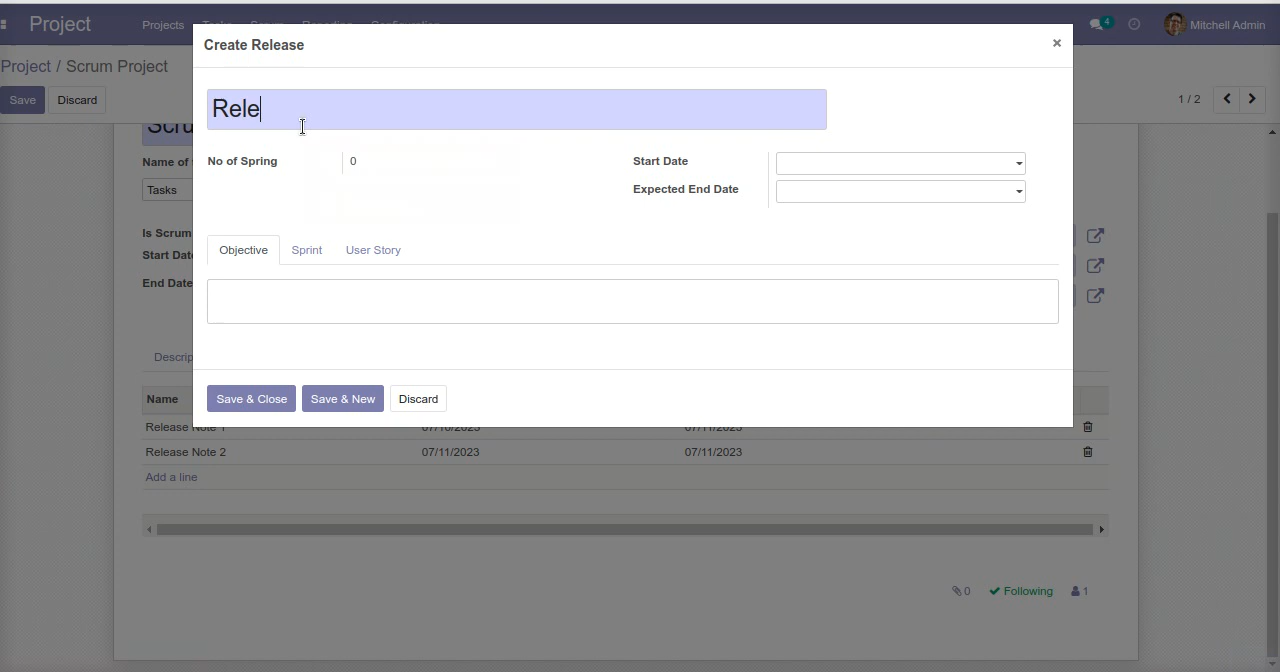 Project Projects Tasks Scrum Reporting Configuration 4 Mitchell Admin
Create Release ×
Project / Scrum Project
Save Discard 1 / 2
Rele
Name of
No of Spring 0 Start Date
Tasks Expected End Date
Is Scrum
Start Date
Objective Sprint User Story
End Date
Descrip
Save & Close Save & New Discard
Name
Release Note 1 07/10/2023 07/11/2023
Release Note 2 07/11/2023 07/11/2023
Add a line
0 Following 1